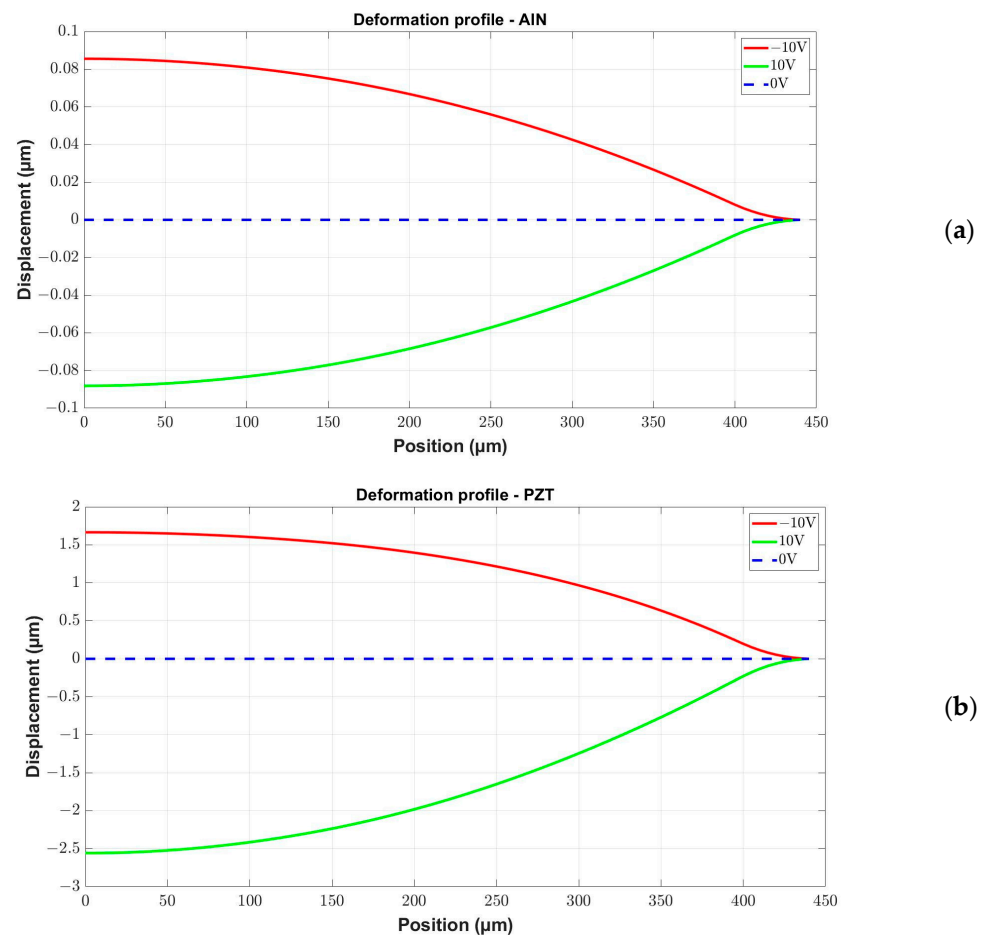 Deformation profile - AlN
0.1
0.08
0.06
0.04
0.02
0
−0.02
−0.04
−0.06
−0.08
−0.1
Displacement (μm)
−10V
10V
0V
0 50 100 150 200 250 300 350 400 450
Position (μm)
(a)
Deformation profile - PZT
2
1.5
1
0.5
0
−0.5
−1
−1.5
−2
−2.5
−3
Displacement (μm)
−10V
10V
0V
0 50 100 150 200 250 300 350 400 450
Position (μm)
(b)